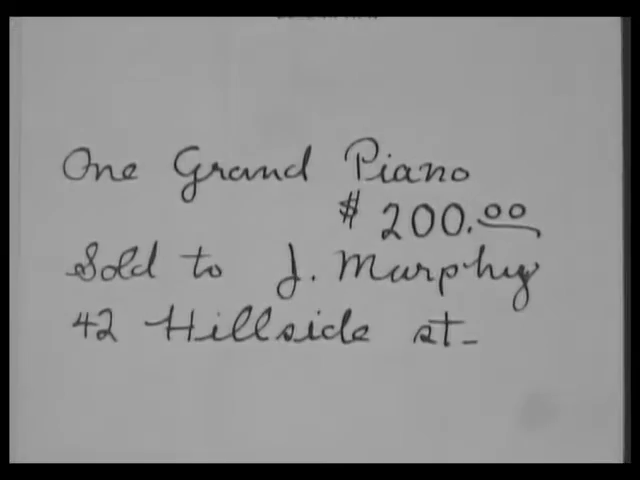 One Grand Piano
$ 200.00
Sold to J. Murphy
42 Hillside st-